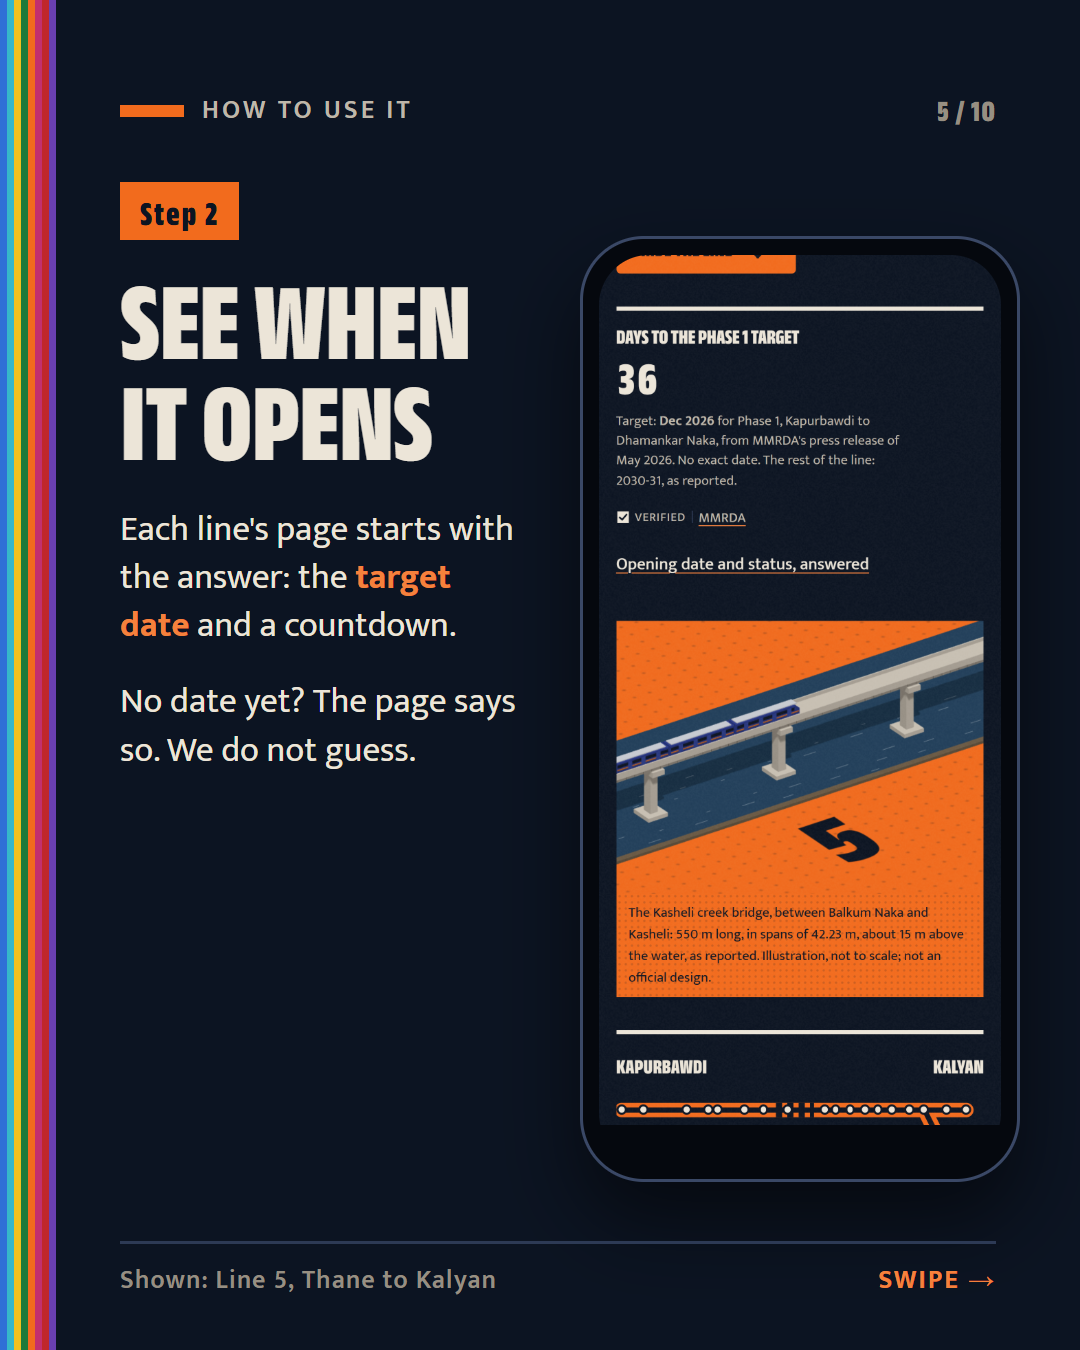 HOW TO USE IT
5 / 10
Step 2
SEE WHEN
IT OPENS
Each line's page starts with
the answer: the target
date and a countdown.
No date yet? The page says
so. We do not guess.
DAYS TO THE PHASE 1 TARGET
36
Target: Dec 2026 for Phase 1, Kapurbawdi to
Dhamankar Naka, from MMRDA's press release of
May 2026. No exact date. The rest of the line:
2030-31, as reported.
VERIFIED | MMRDA
Opening date and status, answered
5
The Kasheli creek bridge, between Balkum Naka and
Kasheli: 550 m long, in spans of 42.23 m, about 15 m above
the water, as reported. Illustration, not to scale; not an
official design.
KAPURBAWDI
KALYAN
Shown: Line 5, Thane to Kalyan
SWIPE →